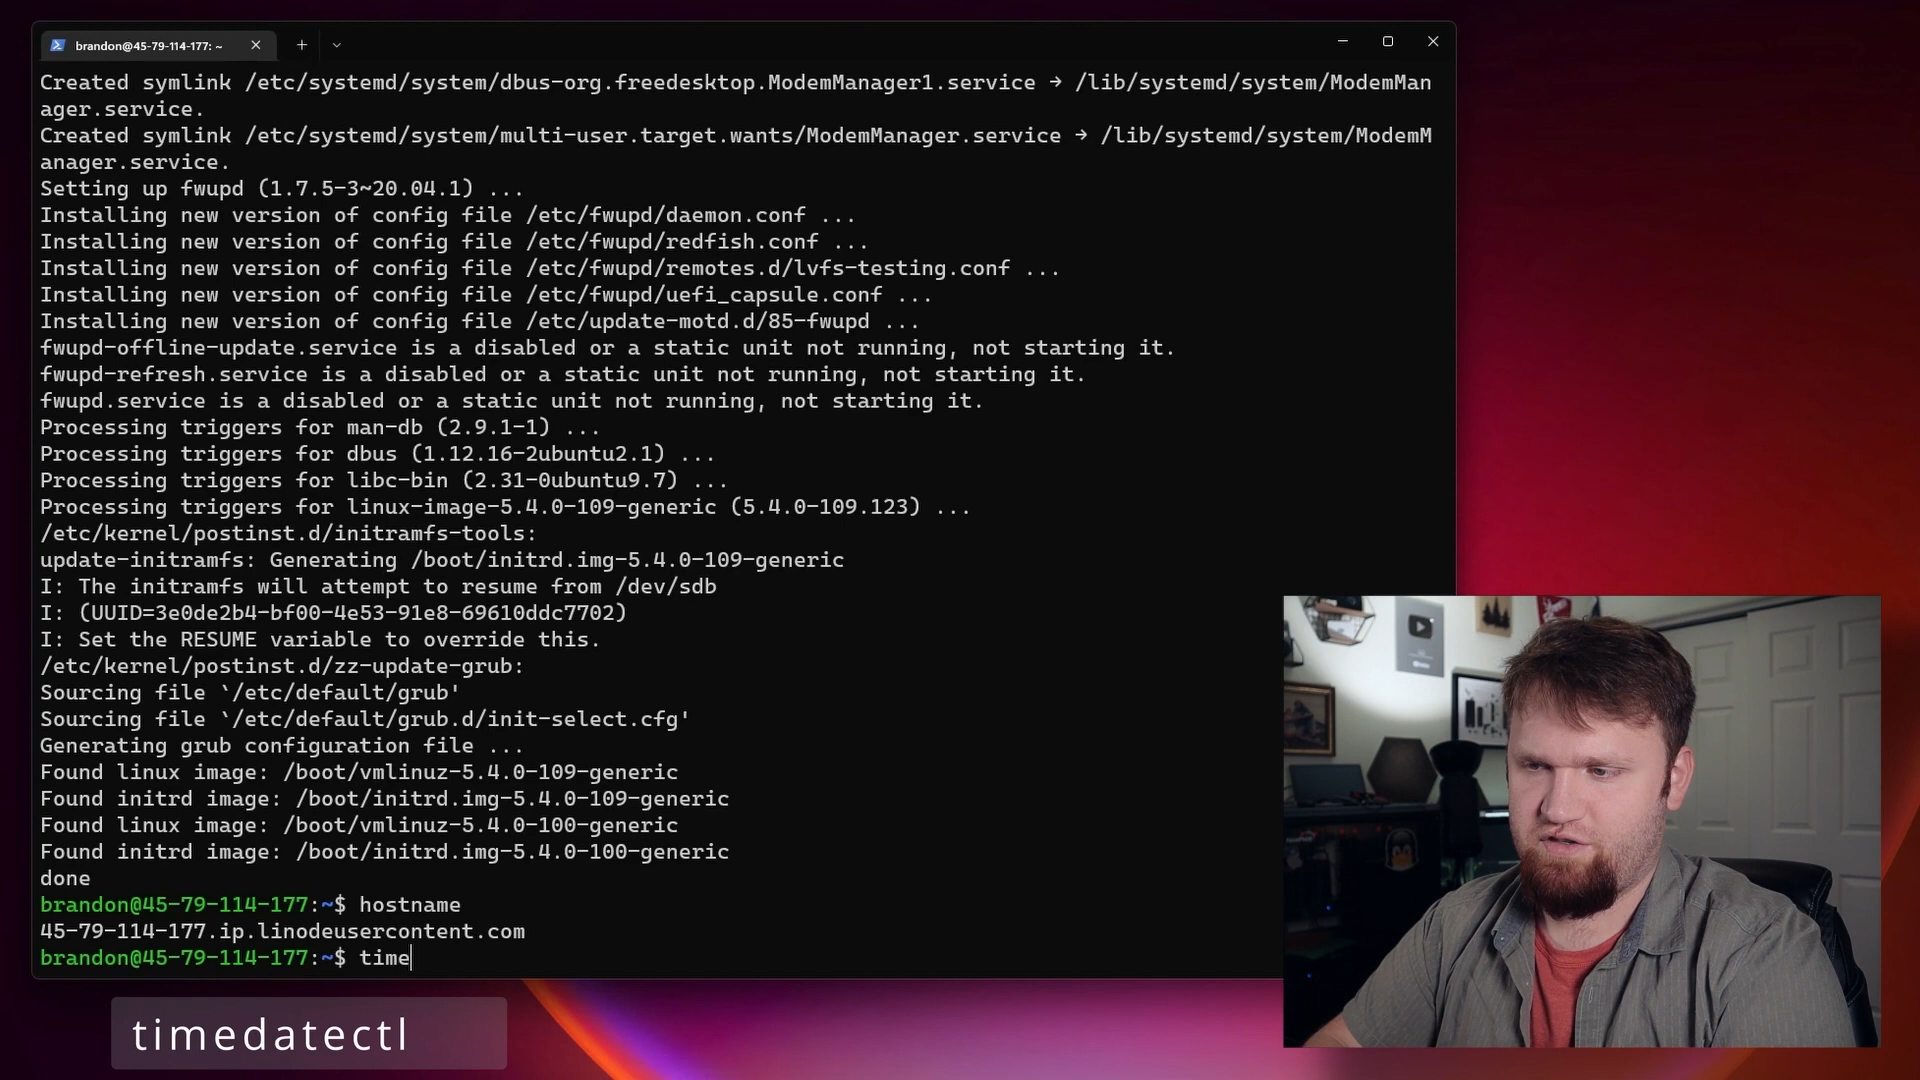 brandon@45-79-114-177: ~
Created symlink /etc/systemd/system/dbus-org.freedesktop.ModemManager1.service → /lib/systemd/system/ModemMan
ager.service.
Created symlink /etc/systemd/system/multi-user.target.wants/ModemManager.service → /lib/systemd/system/ModemM
anager.service.
Setting up fwupd (1.7.5-3~20.04.1) ...
Installing new version of config file /etc/fwupd/daemon.conf ...
Installing new version of config file /etc/fwupd/redfish.conf ...
Installing new version of config file /etc/fwupd/remotes.d/lvfs-testing.conf ...
Installing new version of config file /etc/fwupd/uefi_capsule.conf ...
Installing new version of config file /etc/update-motd.d/85-fwupd ...
fwupd-offline-update.service is a disabled or a static unit not running, not starting it.
fwupd-refresh.service is a disabled or a static unit not running, not starting it.
fwupd.service is a disabled or a static unit not running, not starting it.
Processing triggers for man-db (2.9.1-1) ...
Processing triggers for dbus (1.12.16-2ubuntu2.1) ...
Processing triggers for libc-bin (2.31-0ubuntu9.7) ...
Processing triggers for linux-image-5.4.0-109-generic (5.4.0-109.123) ...
/etc/kernel/postinst.d/initramfs-tools:
update-initramfs: Generating /boot/initrd.img-5.4.0-109-generic
I: The initramfs will attempt to resume from /dev/sdb
I: (UUID=3e0de2b4-bf00-4e53-91e8-69610ddc7702)
I: Set the RESUME variable to override this.
/etc/kernel/postinst.d/zz-update-grub:
Sourcing file `/etc/default/grub'
Sourcing file `/etc/default/grub.d/init-select.cfg'
Generating grub configuration file ...
Found linux image: /boot/vmlinuz-5.4.0-109-generic
Found initrd image: /boot/initrd.img-5.4.0-109-generic
Found linux image: /boot/vmlinuz-5.4.0-100-generic
Found initrd image: /boot/initrd.img-5.4.0-100-generic
done
brandon@45-79-114-177:~$ hostname
45-79-114-177.ip.linodeusercontent.com
brandon@45-79-114-177:~$ time
timedatectl